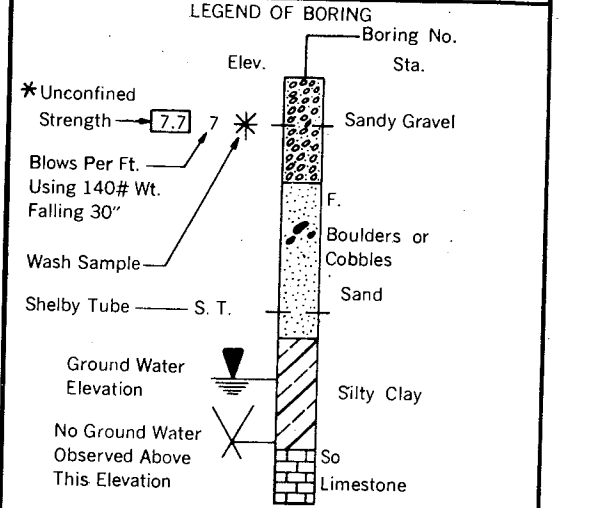 LEGEND OF BORING
Boring No.
Elev. Sta.
*Unconfined
Strength 7.7 7 * Sandy Gravel
Blows Per Ft.
Using 140# Wt.
Falling 30"
F.
Boulders or
Cobbles
Wash Sample
Sand
Shelby Tube S. T.
Ground Water
Elevation
Silty Clay
No Ground Water
Observed Above
This Elevation
So
Limestone